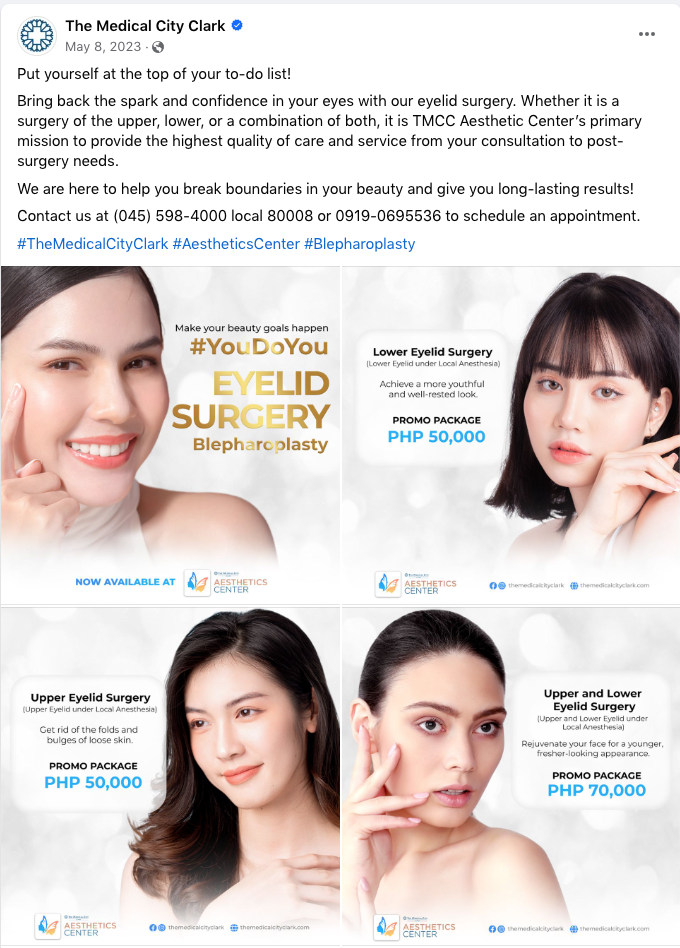 The Medical City Clark
May 8, 2023 ·
Put yourself at the top of your to-do list!
Bring back the spark and confidence in your eyes with our eyelid surgery. Whether it is a
surgery of the upper, lower, or a combination of both, it is TMCC Aesthetic Center's primary
mission to provide the highest quality of care and service from your consultation to post-
surgery needs.
We are here to help you break boundaries in your beauty and give you long-lasting results!
Contact us at (045) 598-4000 local 80008 or 0919-0695536 to schedule an appointment.
#TheMedicalCityClark #AestheticsCenter #Blepharoplasty
Make your beauty goals happen
#YouDoYou
EYELID
SURGERY
Blepharoplasty
NOW AVAILABLE AT
AESTHETICS
CENTER
Lower Eyelid Surgery
(Lower Eyelid under Local Anesthesia)
Achieve a more youthful
and well-rested look.
PROMO PACKAGE
PHP 50,000
AESTHETICS
CENTER
themedicalcityclark themedicalcityclark.com
Upper Eyelid Surgery
(Upper Eyelid under Local Anesthesia)
Get rid of the folds and
bulges of loose skin.
PROMO PACKAGE
PHP 50,000
AESTHETICS
CENTER
themedicalcityclark themedicalcityclark.com
Upper and Lower
Eyelid Surgery
(Upper and Lower Eyelid under
Local Anesthesia)
Rejuvenate your face for a younger,
fresher-looking appearance.
PROMO PACKAGE
PHP 70,000
AESTHETICS
CENTER
themedicalcityclark themedicalcityclark.com